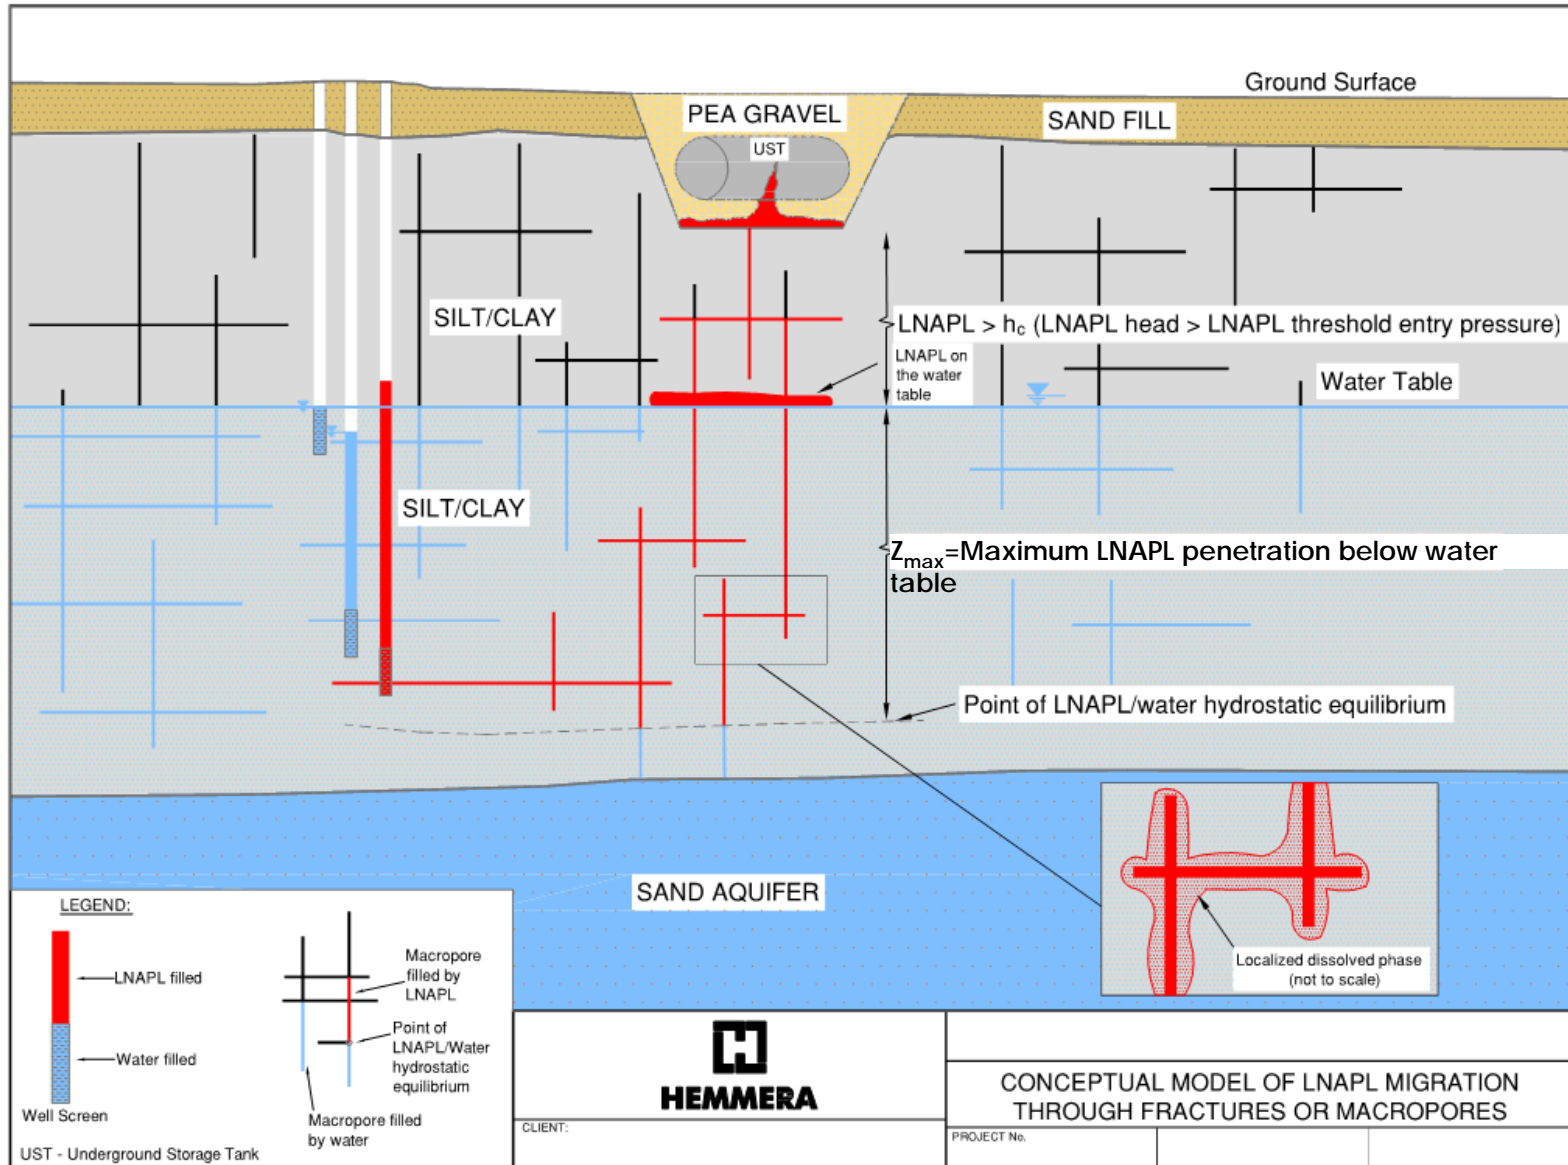 Ground Surface
PEA GRAVEL
SAND FILL
UST
SILT/CLAY
LNAPL > hc (LNAPL head > LNAPL threshold entry pressure)
LNAPL on
the water
table
Water Table
SILT/CLAY
Zmax=Maximum LNAPL penetration below water
table
Point of LNAPL/water hydrostatic equilibrium
SAND AQUIFER
Localized dissolved phase
(not to scale)
LEGEND:
LNAPL filled
Water filled
Well Screen
UST - Underground Storage Tank
Macropore
filled by
LNAPL
Point of
LNAPL/Water
hydrostatic
equilibrium
Macropore filled
by water
HEMMERA
CLIENT:
CONCEPTUAL MODEL OF LNAPL MIGRATION
THROUGH FRACTURES OR MACROPORES
PROJECT No.